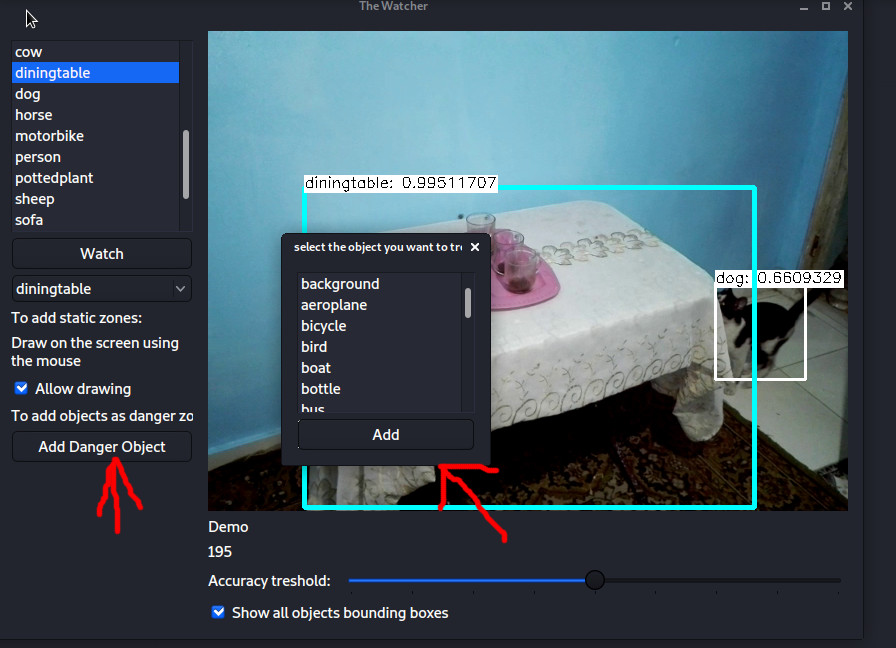 The Watcher
cow
diningtable
dog
horse
motorbike
person
pottedplant
sheep
sofa
Watch
diningtable
To add static zones:
Draw on the screen using
the mouse
Allow drawing
To add objects as danger zo
Add Danger Object
diningtable: 0.99511707
dog: 0.6609329
select the object you want to tre
background
aeroplane
bicycle
bird
boat
bottle
bus
Add
Demo
195
Accuracy treshold:
Show all objects bounding boxes